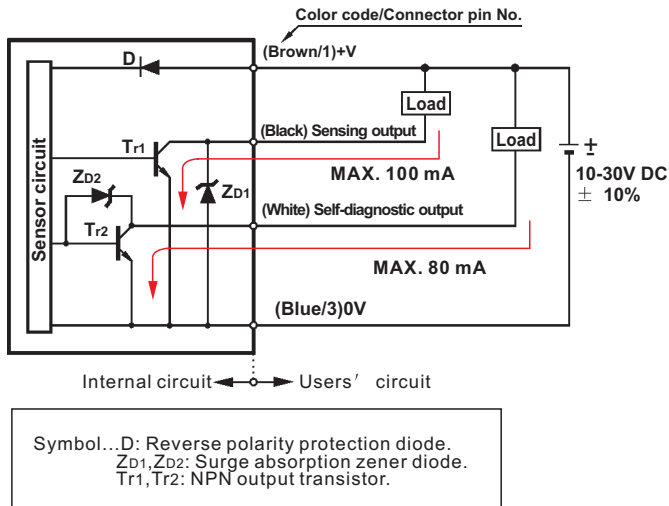 Color code/Connector pin No.
D
(Brown/1)+V
Load
Tr1
(Black) Sensing output
Load
±
ZD2
MAX. 100 mA
10-30V DC
± 10%
ZD1
Sensor circuit
(White) Self-diagnostic output
Tr2
MAX. 80 mA
(Blue/3)0V
Internal circuit
Users' circuit
Symbol...D: Reverse polarity protection diode.
ZD1,ZD2: Surge absorption zener diode.
Tr1,Tr2: NPN output transistor.